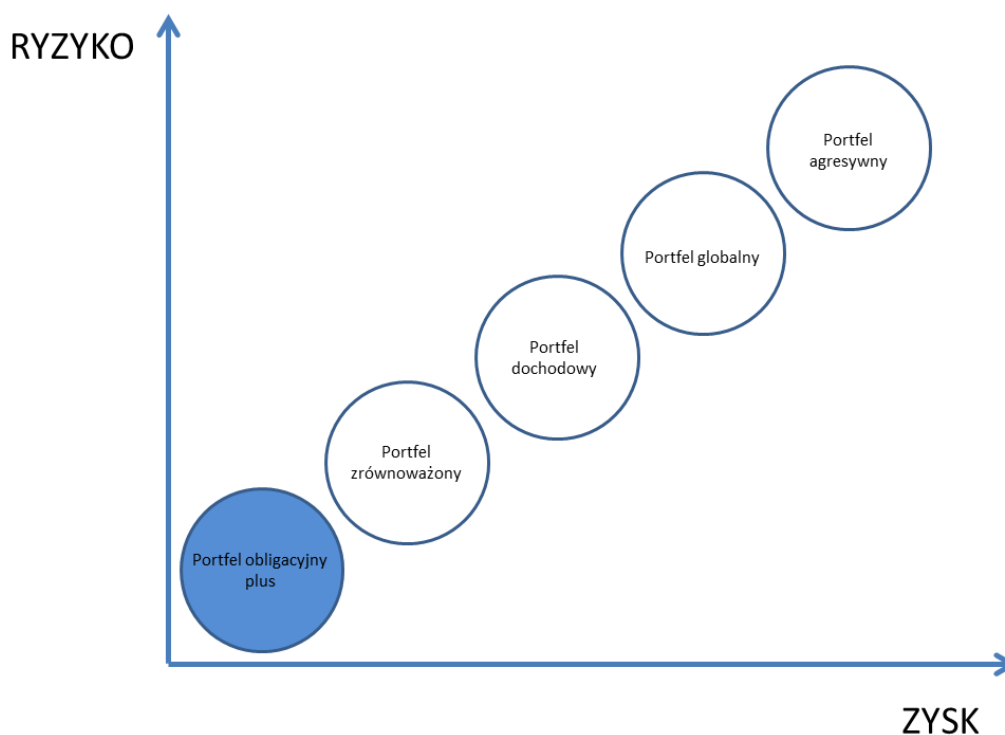 RYZYKO
Portfel
agresywny
Portfel globalny
Portfel
dochodowy
Portfel
zrównoważony
Portfel obligacyjny
plus
ZYSK